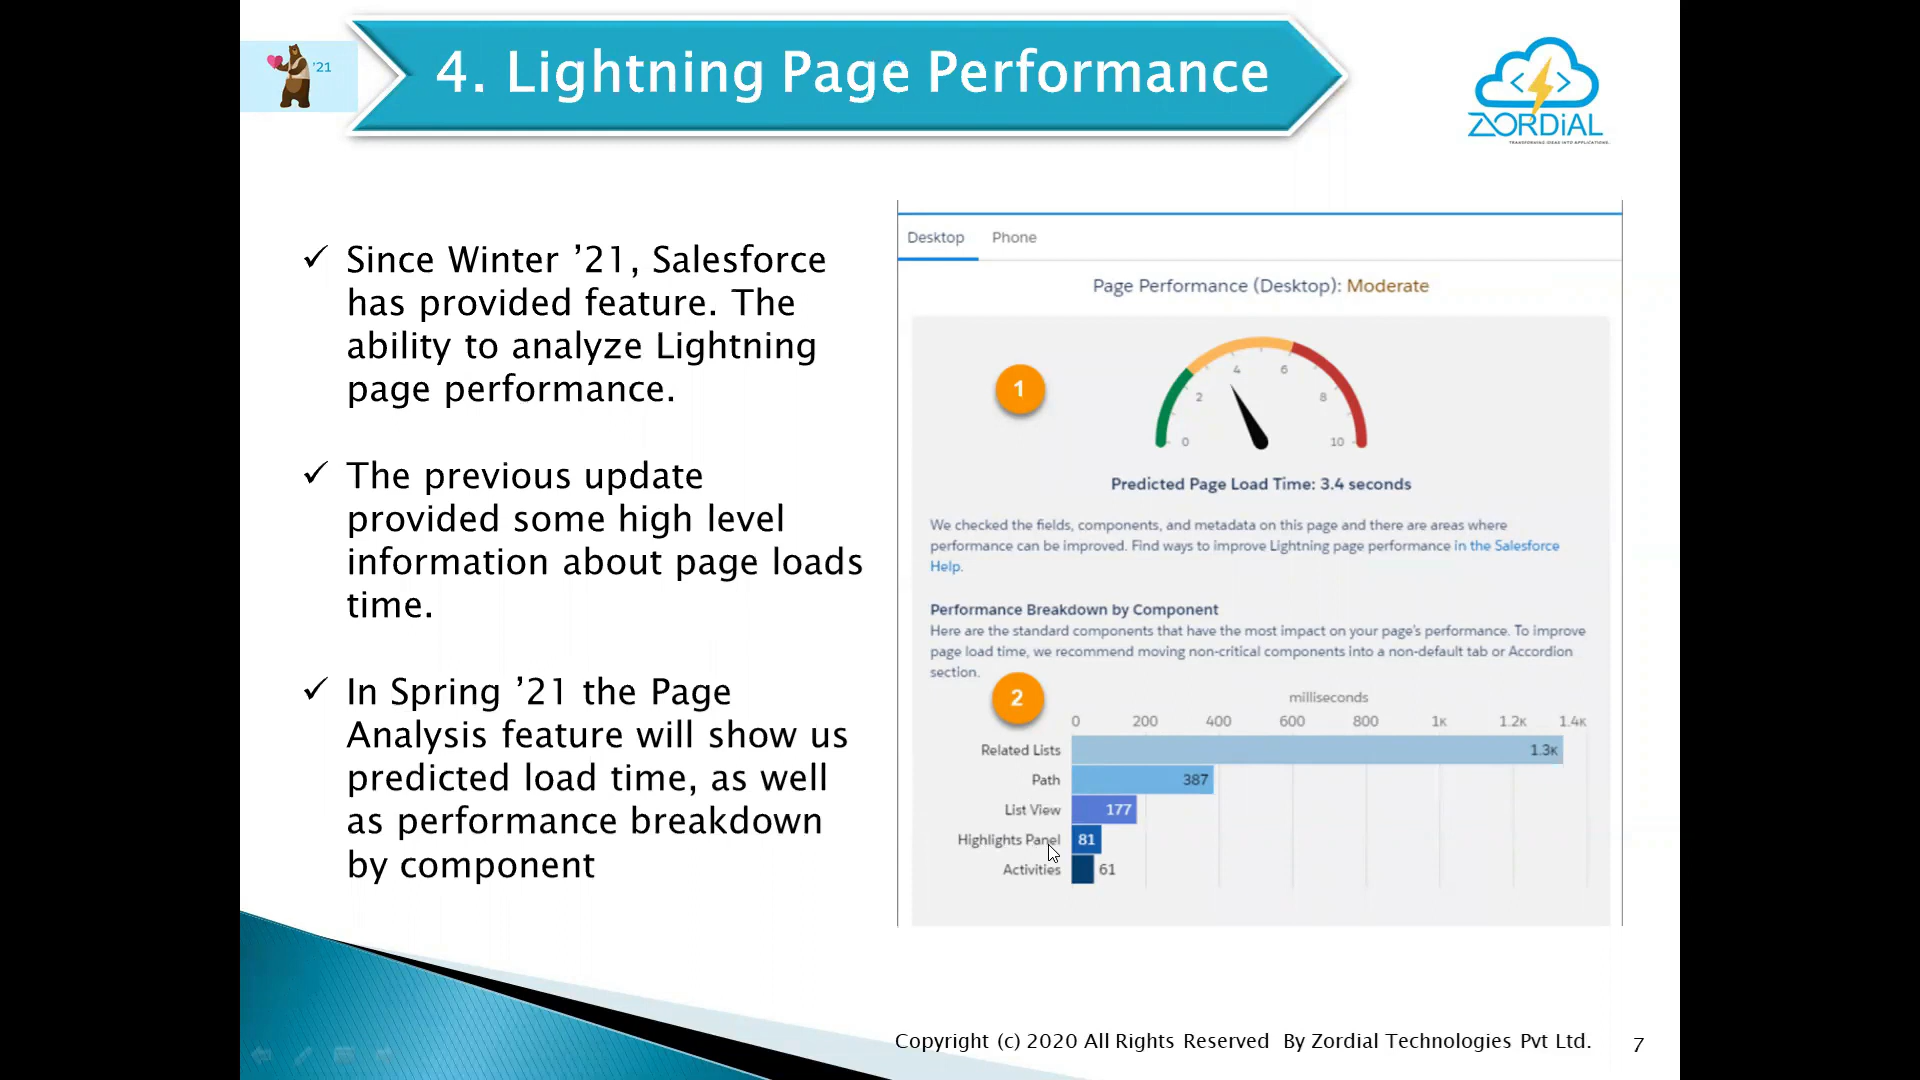 '21
4. Lightning Page Performance
ZORDiAL
TRANSFORMING IDEAS INTO APPLICATIONS.
✓ Since Winter ’21, Salesforce
has provided feature. The
ability to analyze Lightning
page performance.
✓ The previous update
provided some high level
information about page loads
time.
✓ In Spring ’21 the Page
Analysis feature will show us
predicted load time, as well
as performance breakdown
by component
Desktop Phone
Page Performance (Desktop): Moderate
1
0 2 4 6 8 10
Predicted Page Load Time: 3.4 seconds
We checked the fields, components, and metadata on this page and there are areas where
performance can be improved. Find ways to improve Lightning page performance in the Salesforce
Help.
Performance Breakdown by Component
Here are the standard components that have the most impact on your page's performance. To improve
page load time, we recommend moving non-critical components into a non-default tab or Accordion
section.
2
milliseconds
0 200 400 600 800 1K 1.2K 1.4K
Related Lists 1.3K
Path 387
List View 177
Highlights Panel 81
Activities 61
Copyright (c) 2020 All Rights Reserved By Zordial Technologies Pvt Ltd.
7